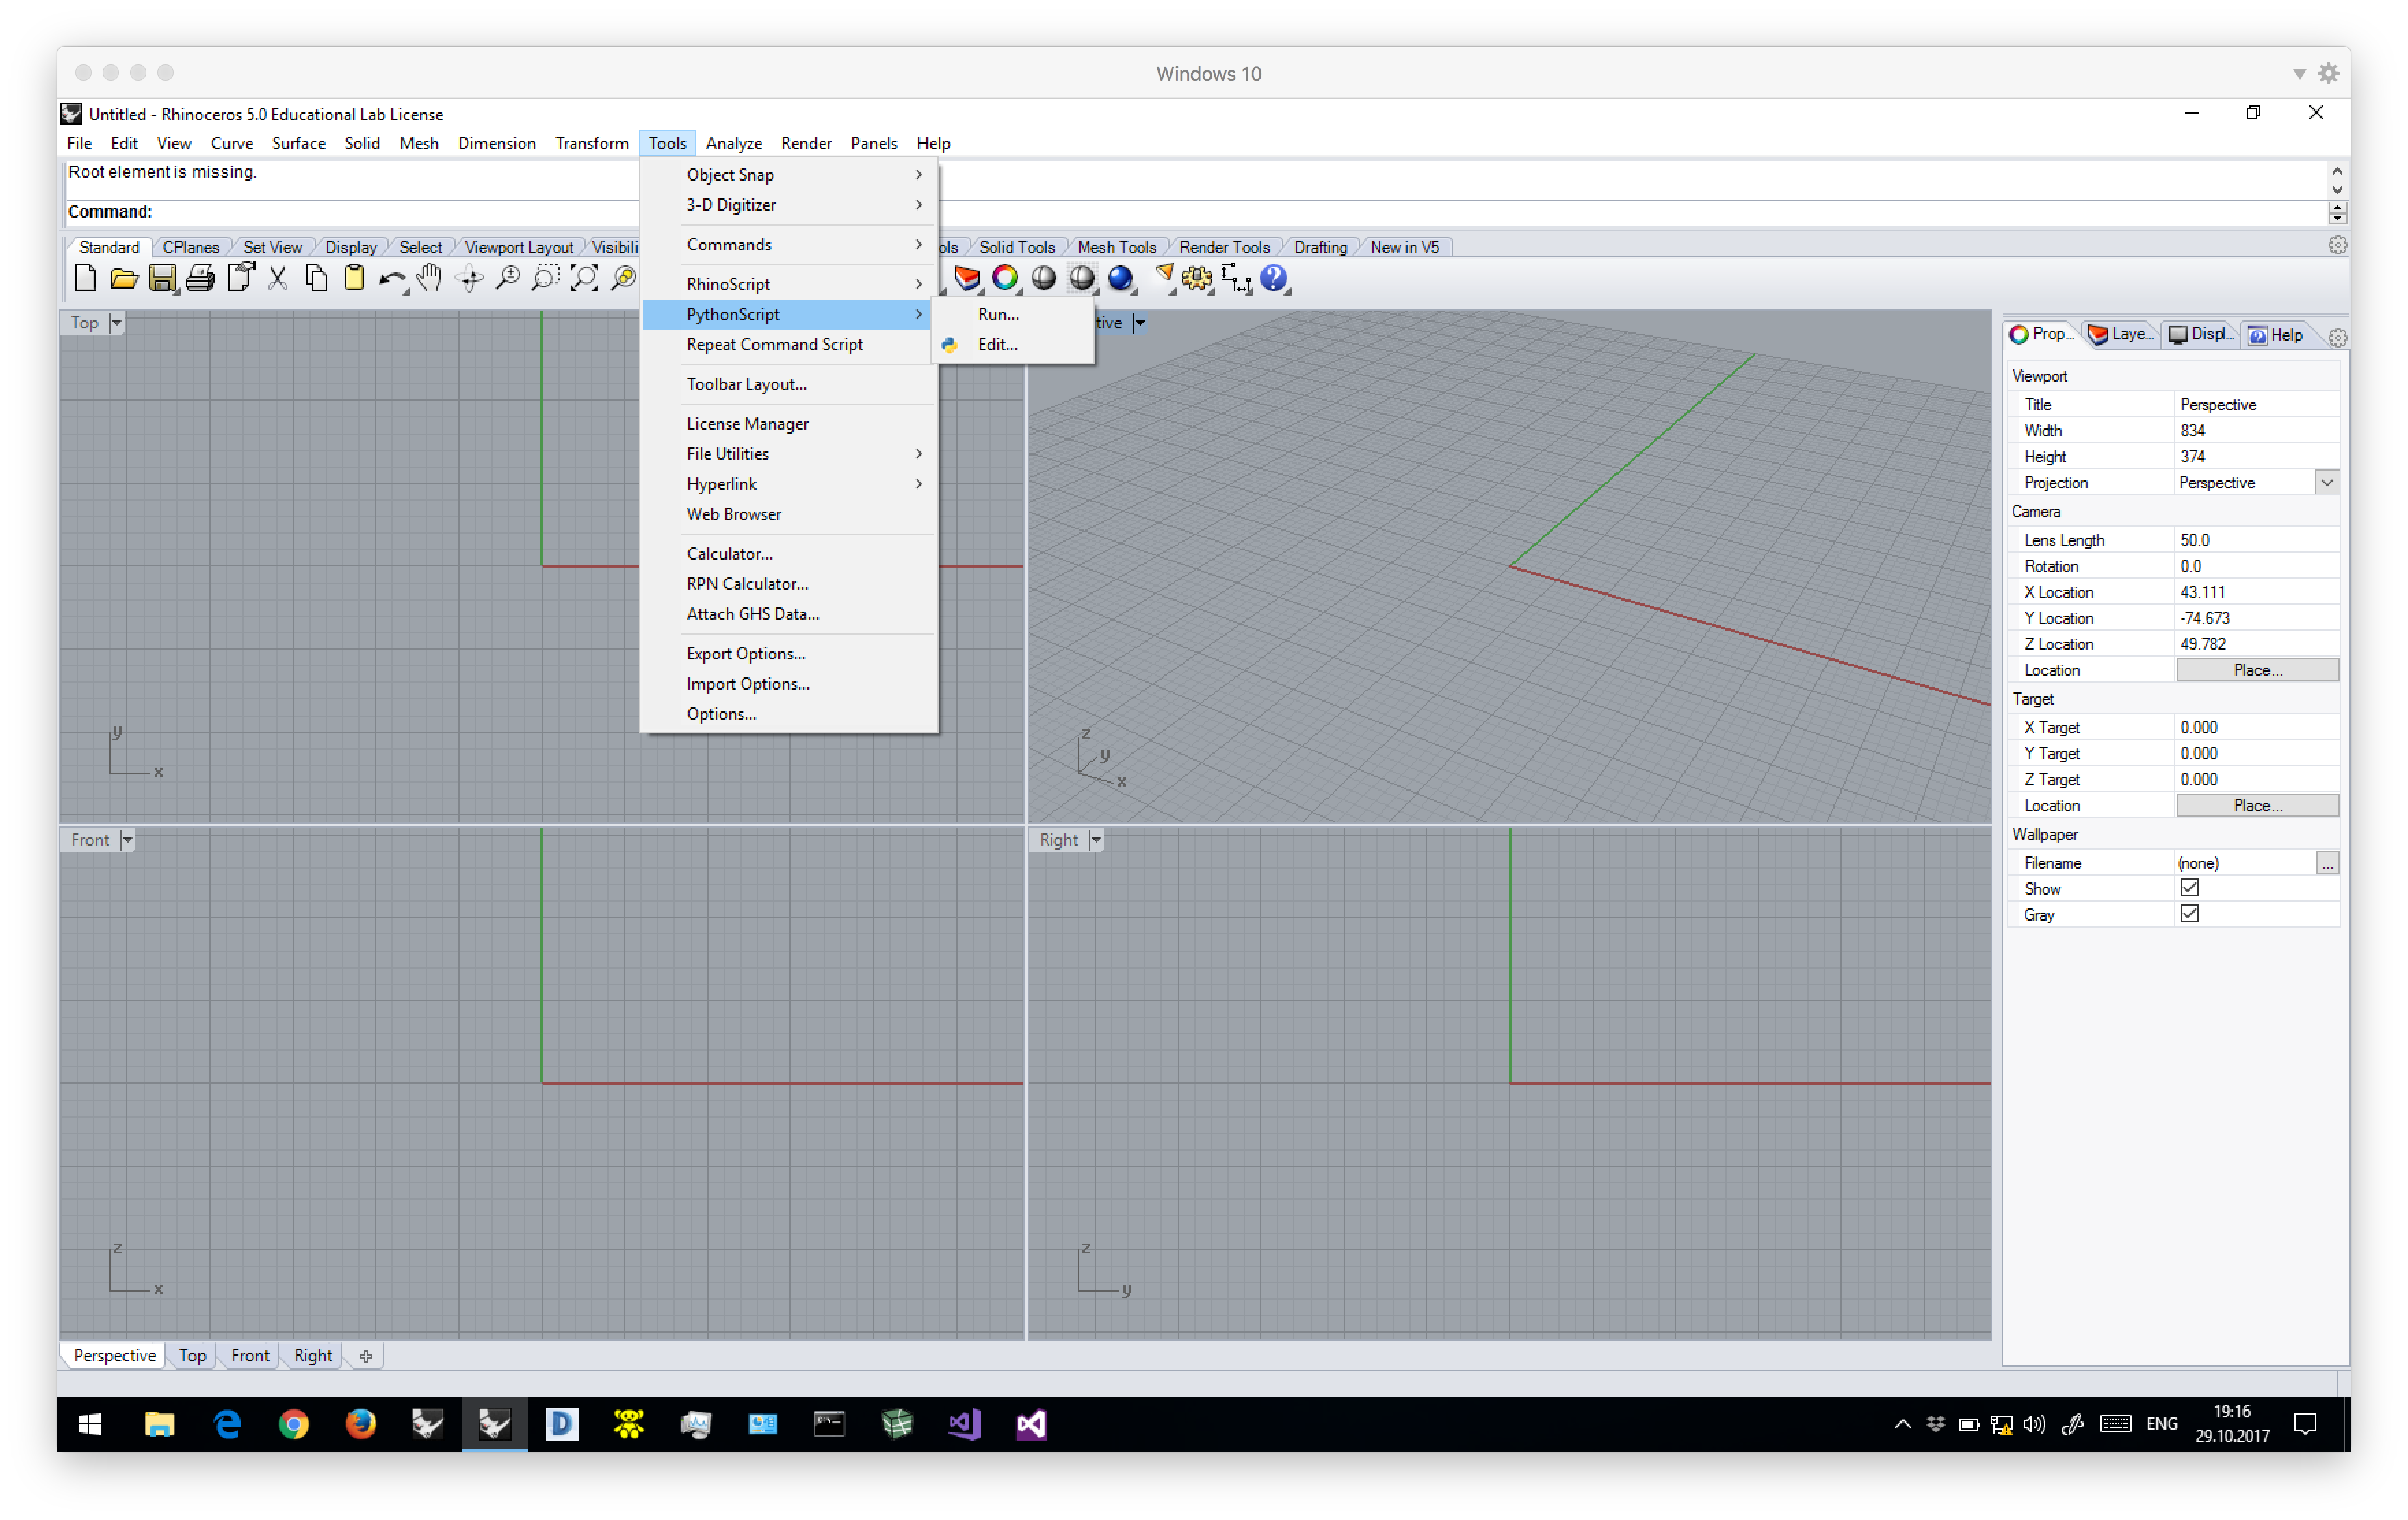 Windows 10
Untitled - Rhinoceros 5.0 Educational Lab License
File Edit View Curve Surface Solid Mesh Dimension Transform Tools Analyze Render Panels Help
Root element is missing.
Command:
Standard CPlanes Set View Display Select Viewport Layout Visibili ols Solid Tools Mesh Tools Render Tools Drafting New in V5
Object Snap
3-D Digitizer
Commands
RhinoScript
PythonScript
Repeat Command Script
Toolbar Layout...
License Manager
File Utilities
Hyperlink
Web Browser
Calculator...
RPN Calculator...
Attach GHS Data...
Export Options...
Import Options...
Options...
Run...
Edit...
Top
tive
y
x
z
y
x
Front
Right
z
x
z
y
Prop... Laye... Displ... Help
Viewport
Title Perspective
Width 834
Height 374
Projection Perspective
Camera
Lens Length 50.0
Rotation 0.0
X Location 43.111
Y Location -74.673
Z Location 49.782
Location Place...
Target
X Target 0.000
Y Target 0.000
Z Target 0.000
Location Place...
Wallpaper
Filename (none) ...
Show
Gray
Perspective Top Front Right
ENG
19:16
29.10.2017